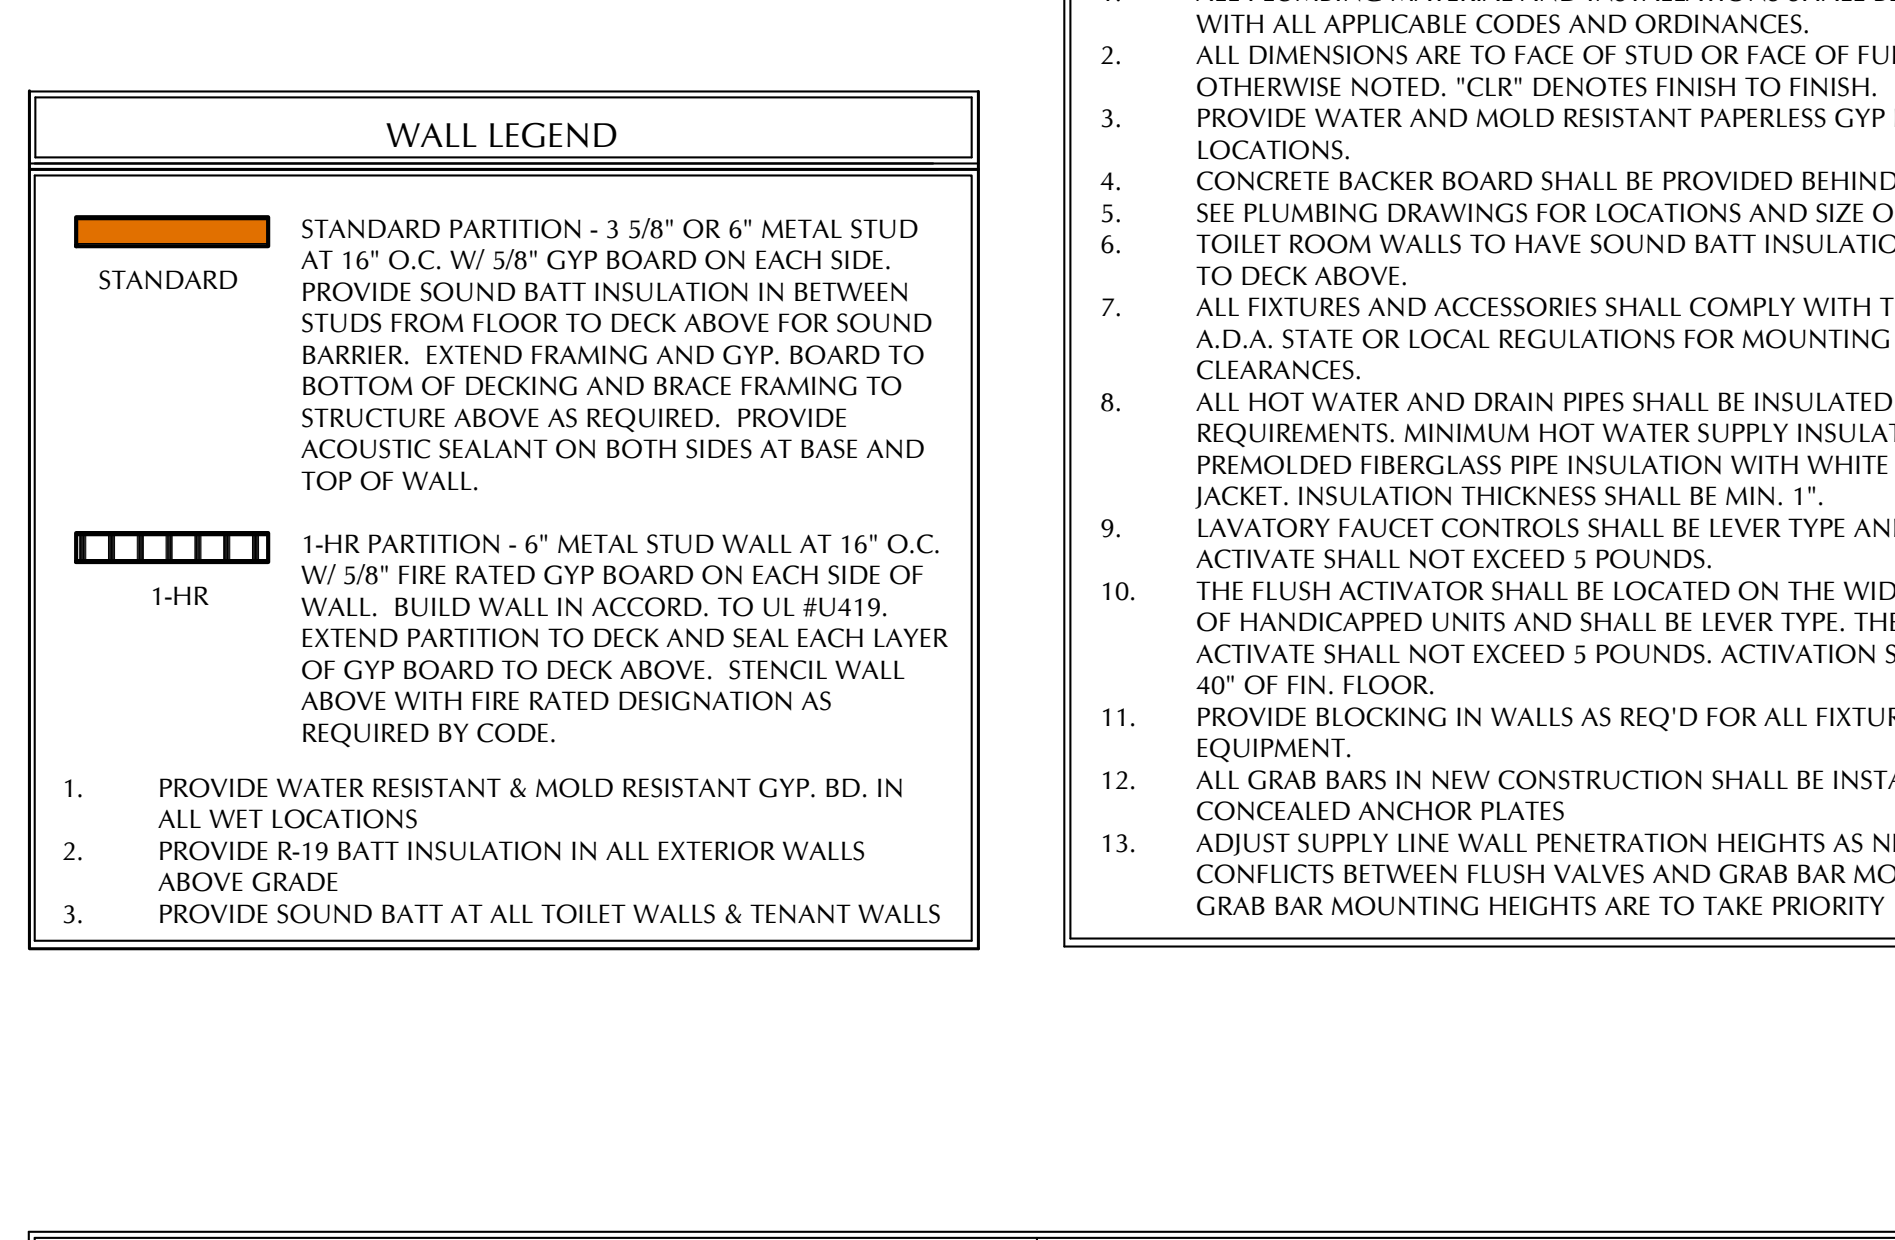 WALL LEGEND
STANDARD
STANDARD PARTITION - 3 5/8" OR 6" METAL STUD
AT 16" O.C. W/ 5/8" GYP BOARD ON EACH SIDE.
PROVIDE SOUND BATT INSULATION IN BETWEEN
STUDS FROM FLOOR TO DECK ABOVE FOR SOUND
BARRIER. EXTEND FRAMING AND GYP. BOARD TO
BOTTOM OF DECKING AND BRACE FRAMING TO
STRUCTURE ABOVE AS REQUIRED. PROVIDE
ACOUSTIC SEALANT ON BOTH SIDES AT BASE AND
TOP OF WALL.
1-HR
1-HR PARTITION - 6" METAL STUD WALL AT 16" O.C.
W/ 5/8" FIRE RATED GYP BOARD ON EACH SIDE OF
WALL. BUILD WALL IN ACCORD. TO UL #U419.
EXTEND PARTITION TO DECK AND SEAL EACH LAYER
OF GYP BOARD TO DECK ABOVE. STENCIL WALL
ABOVE WITH FIRE RATED DESIGNATION AS
REQUIRED BY CODE.
1. PROVIDE WATER RESISTANT & MOLD RESISTANT GYP. BD. IN
ALL WET LOCATIONS
2. PROVIDE R-19 BATT INSULATION IN ALL EXTERIOR WALLS
ABOVE GRADE
3. PROVIDE SOUND BATT AT ALL TOILET WALLS & TENANT WALLS
WITH ALL APPLICABLE CODES AND ORDINANCES.
2. ALL DIMENSIONS ARE TO FACE OF STUD OR FACE OF
OTHERWISE NOTED. "CLR" DENOTES FINISH TO FINISH.
3. PROVIDE WATER AND MOLD RESISTANT PAPERLESS GYP
LOCATIONS.
4. CONCRETE BACKER BOARD SHALL BE PROVIDED BEHIND
5. SEE PLUMBING DRAWINGS FOR LOCATIONS AND SIZE
6. TOILET ROOM WALLS TO HAVE SOUND BATT
TO DECK ABOVE.
7. ALL FIXTURES AND ACCESSORIES SHALL COMPLY WITH
A.D.A. STATE OR LOCAL REGULATIONS FOR MOUNTING
CLEARANCES.
8. ALL HOT WATER AND DRAIN PIPES SHALL BE INSULATED
REQUIREMENTS. MINIMUM HOT WATER SUPPLY
PREMOLDED FIBERGLASS PIPE INSULATION WITH WHITE
JACKET. INSULATION THICKNESS SHALL BE MIN. 1".
9. LAVATORY FAUCET CONTROLS SHALL BE LEVER TYPE
ACTIVATE SHALL NOT EXCEED 5 POUNDS.
10. THE FLUSH ACTIVATOR SHALL BE LOCATED ON THE
OF HANDICAPPED UNITS AND SHALL BE LEVER TYPE. THE
ACTIVATE SHALL NOT EXCEED 5 POUNDS. ACTIVATION
40" OF FIN. FLOOR.
11. PROVIDE BLOCKING IN WALLS AS REQ'D FOR ALL
EQUIPMENT.
12. ALL GRAB BARS IN NEW CONSTRUCTION SHALL BE
CONCEALED ANCHOR PLATES
13. ADJUST SUPPLY LINE WALL PENETRATION HEIGHTS AS
CONFLICTS BETWEEN FLUSH VALVES AND GRAB BAR
GRAB BAR MOUNTING HEIGHTS ARE TO TAKE PRIORITY